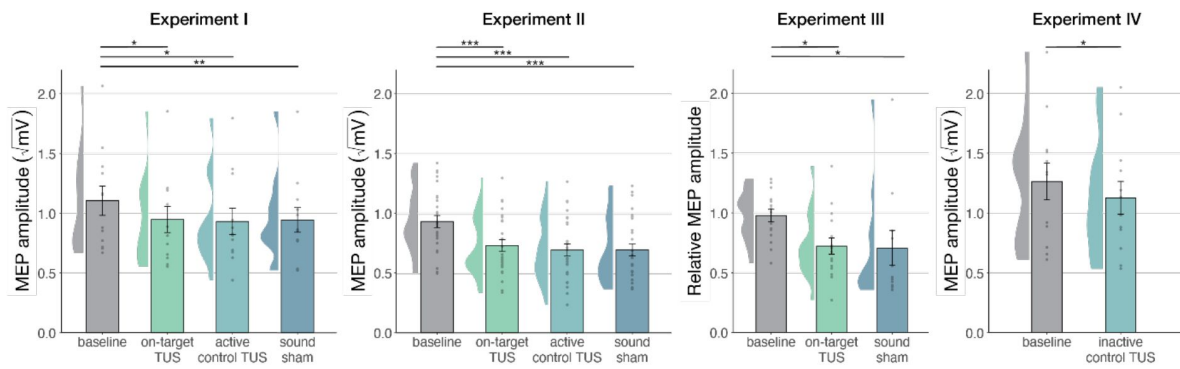 Experiment I
Experiment II
Experiment III
Experiment IV
*
*
**
***
***
***
*
*
*
MEP amplitude (√mV)
2.0
1.5
1.0
0.5
0.0
baseline
on-target TUS
active control TUS
sound sham
MEP amplitude (√mV)
2.0
1.5
1.0
0.5
0.0
baseline
on-target TUS
active control TUS
sound sham
Relative MEP amplitude
2.0
1.5
1.0
0.5
0.0
baseline
on-target TUS
sound sham
MEP amplitude (√mV)
2.0
1.5
1.0
0.5
0.0
baseline
inactive control TUS